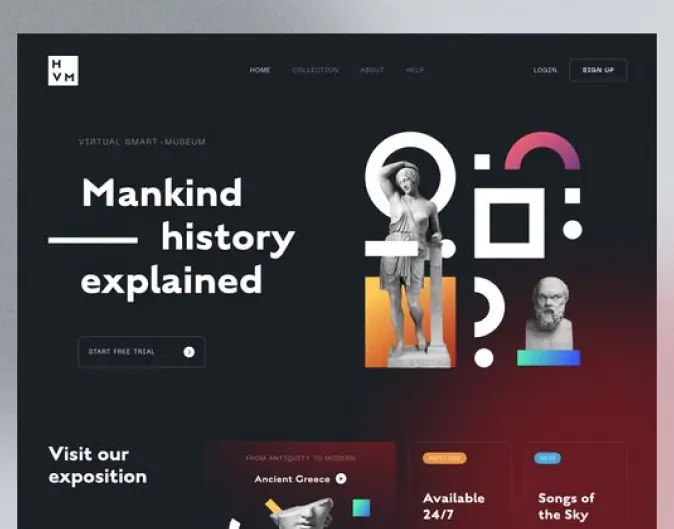 H
VM
HOME COLLECTION ABOUT HELP LOGIN SIGN UP
VIRTUAL SMART-MUSEUM
Mankind
history
explained
START FREE TRIAL
Visit our
exposition
FROM ANTIQUITY TO MODERN
Ancient Greece
Available
24/7
NEW
Songs of
the Sky